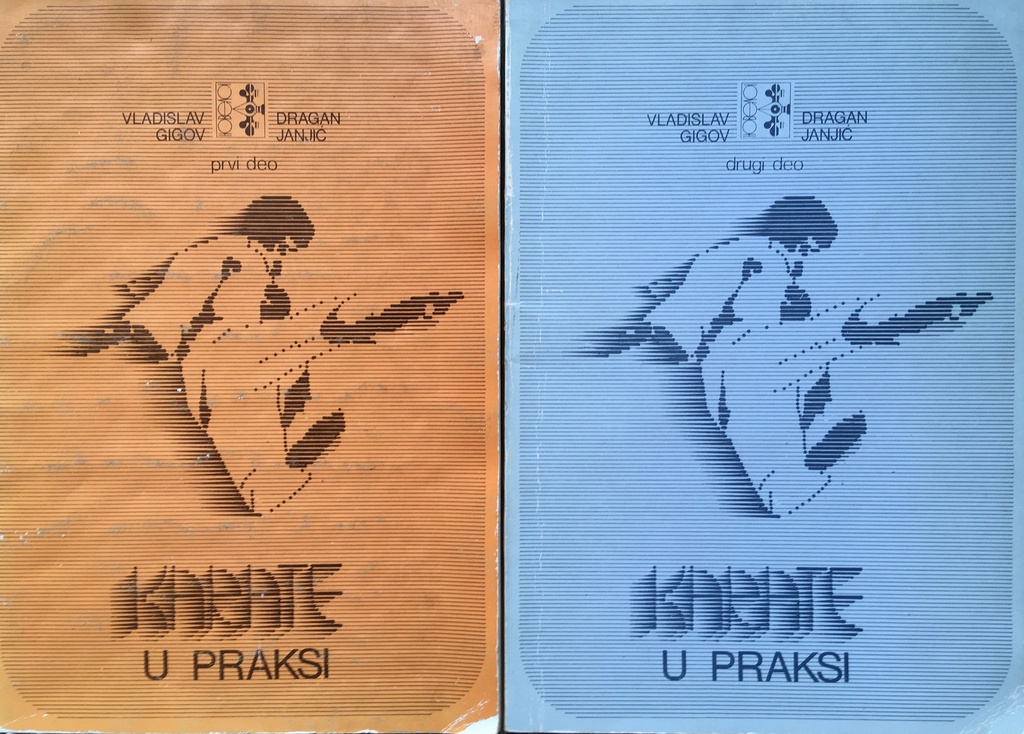 VLADISLAV
GIGOV
DRAGAN
JANJIĆ
prvi deo
KARATE
U PRAKSI
VLADISLAV
GIGOV
DRAGAN
JANJIĆ
drugi deo
KARATE
U PRAKSI